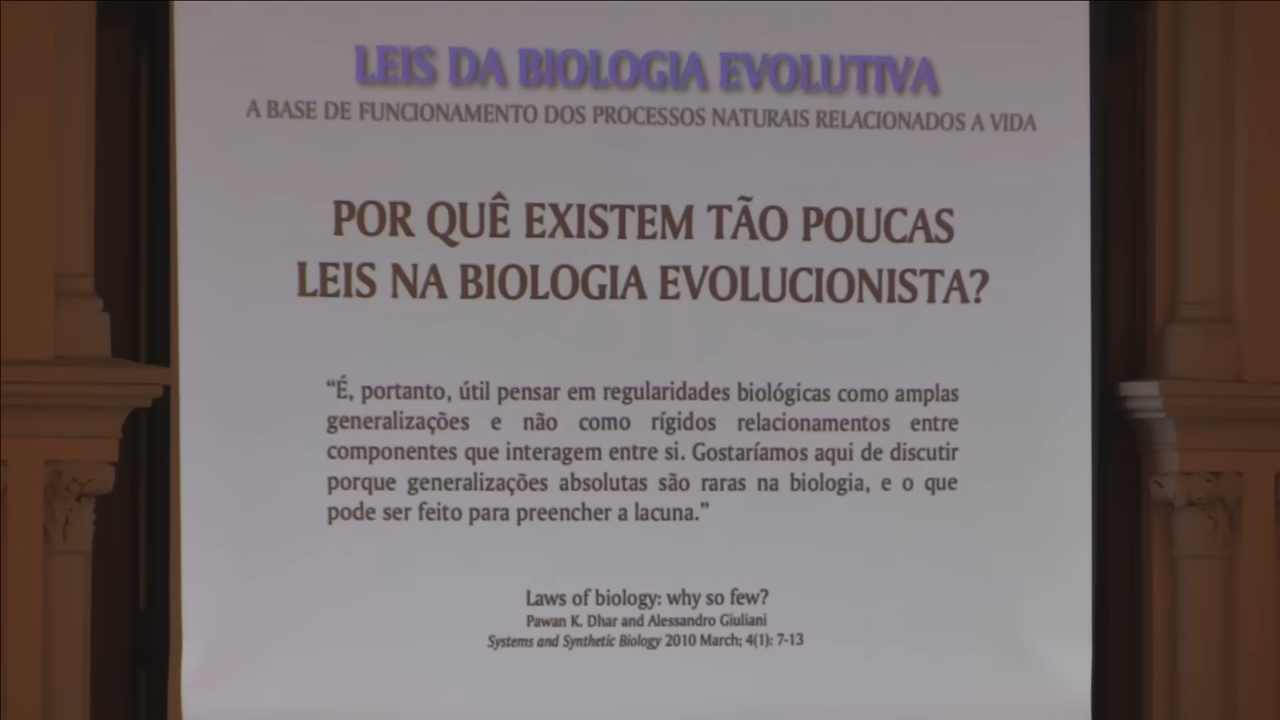 LEIS DA BIOLOGIA EVOLUTIVA
A BASE DE FUNCIONAMENTO DOS PROCESSOS NATURAIS RELACIONADOS A VIDA
POR QUÊ EXISTEM TÃO POUCAS
LEIS NA BIOLOGIA EVOLUCIONISTA?
“É, portanto, útil pensar em regularidades biológicas como amplas
generalizações e não como rígidos relacionamentos entre
componentes que interagem entre si. Gostaríamos aqui de discutir
porque generalizações absolutas são raras na biologia, e o que
pode ser feito para preencher a lacuna.”
Laws of biology: why so few?
Pawan K. Dhar and Alessandro Giuliani
Systems and Synthetic Biology 2010 March; 4(1): 7-13